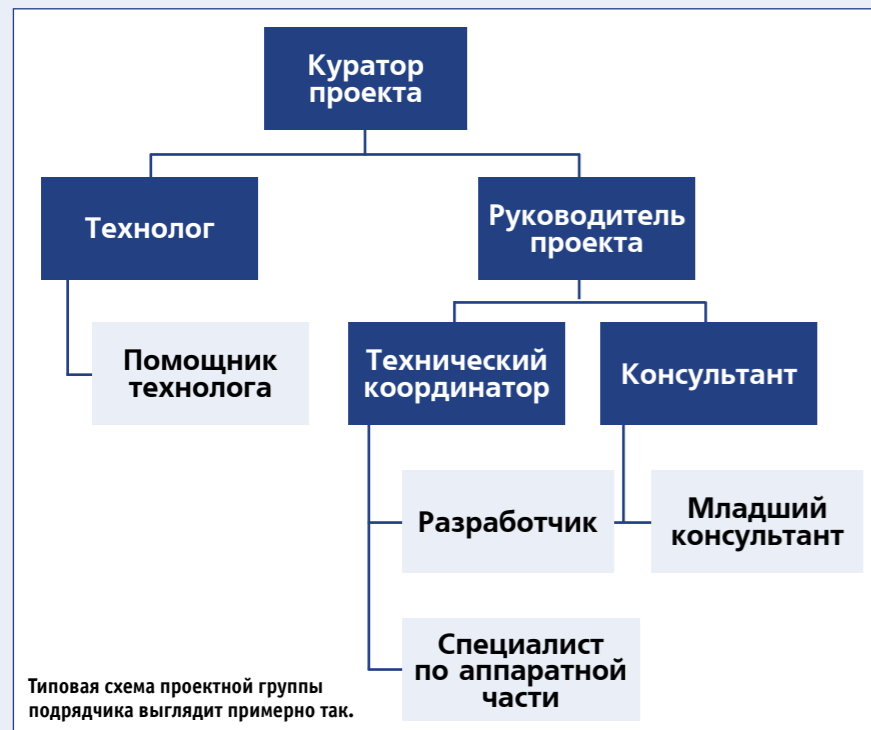 Куратор
проекта
Технолог
Руководитель
проекта
Помощник
технолога
Технический
координатор
Консультант
Разработчик
Младший
консультант
Специалист
по аппаратной
части
Типовая схема проектной группы
подрядчика выглядит примерно так.